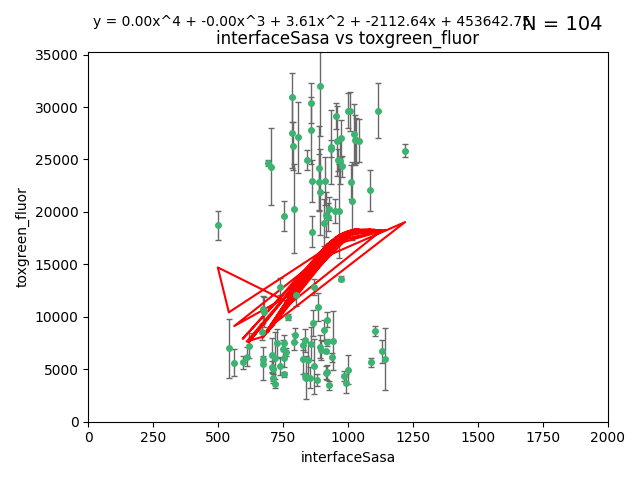 y = 0.00x^4 + -0.00x^3 + 3.61x^2 + -2112.64x + 453642.75
N = 104
interfaceSasa vs toxgreen_fluor
35000
30000
25000
20000
15000
10000
5000
0
toxgreen_fluor
0 250 500 750 1000 1250 1500 1750 2000
interfaceSasa